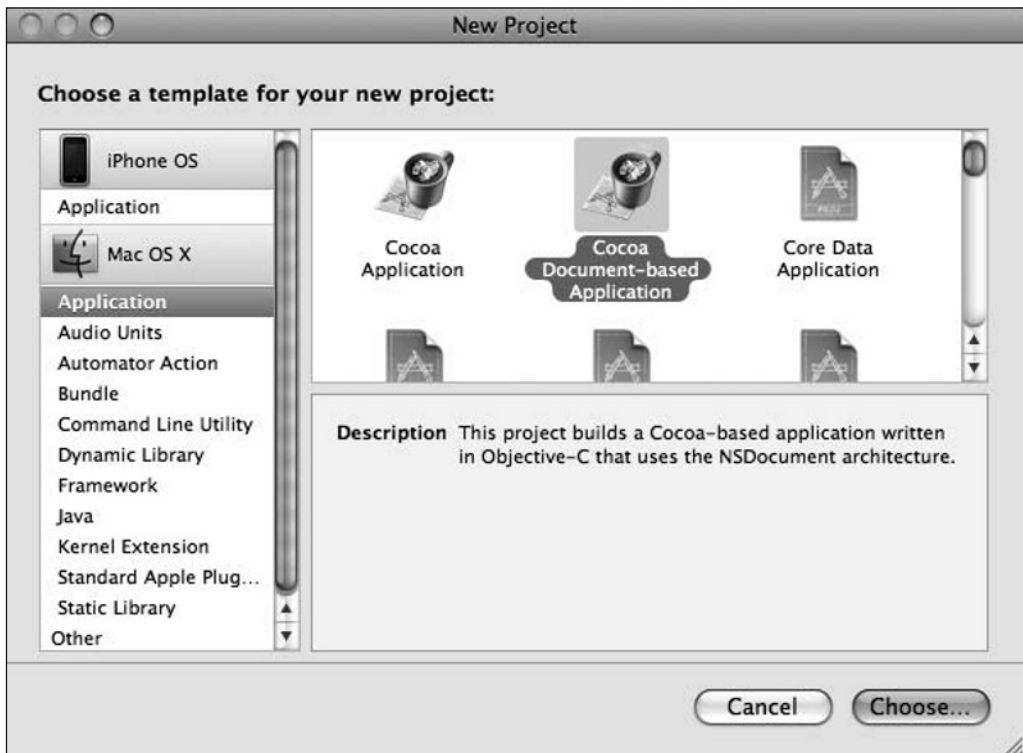 New Project
Choose a template for your new project:
iPhone OS
Application
Mac OS X
Application
Audio Units
Automator Action
Bundle
Command Line Utility
Dynamic Library
Framework
Java
Kernel Extension
Standard Apple Plug...
Static Library
Other
Cocoa
Application
Cocoa
Document-based
Application
Core Data
Application
Description This project builds a Cocoa-based application written
in Objective-C that uses the NSDocument architecture.
Cancel
Choose...